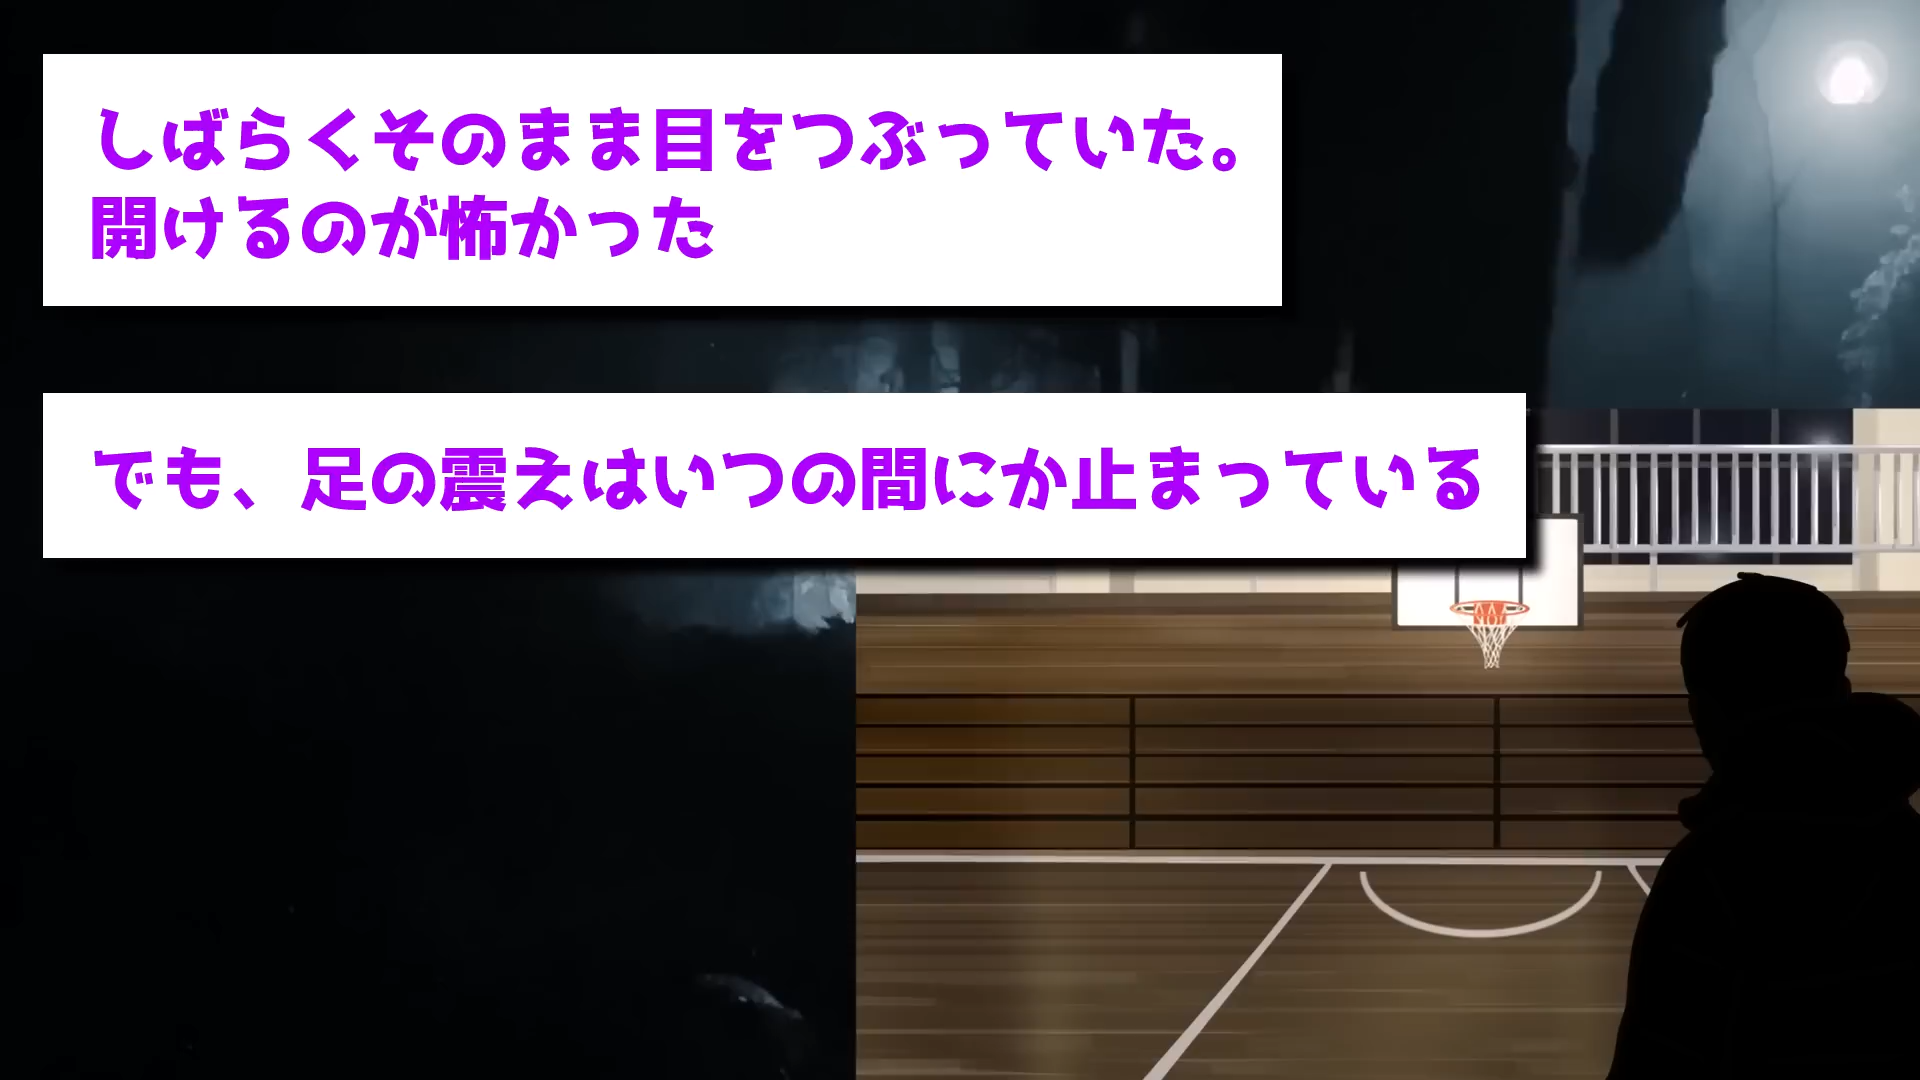 しばらくそのまま目をつぶっていた。
開けるのが怖かった
でも、足の震えはいつの間にか止まっている